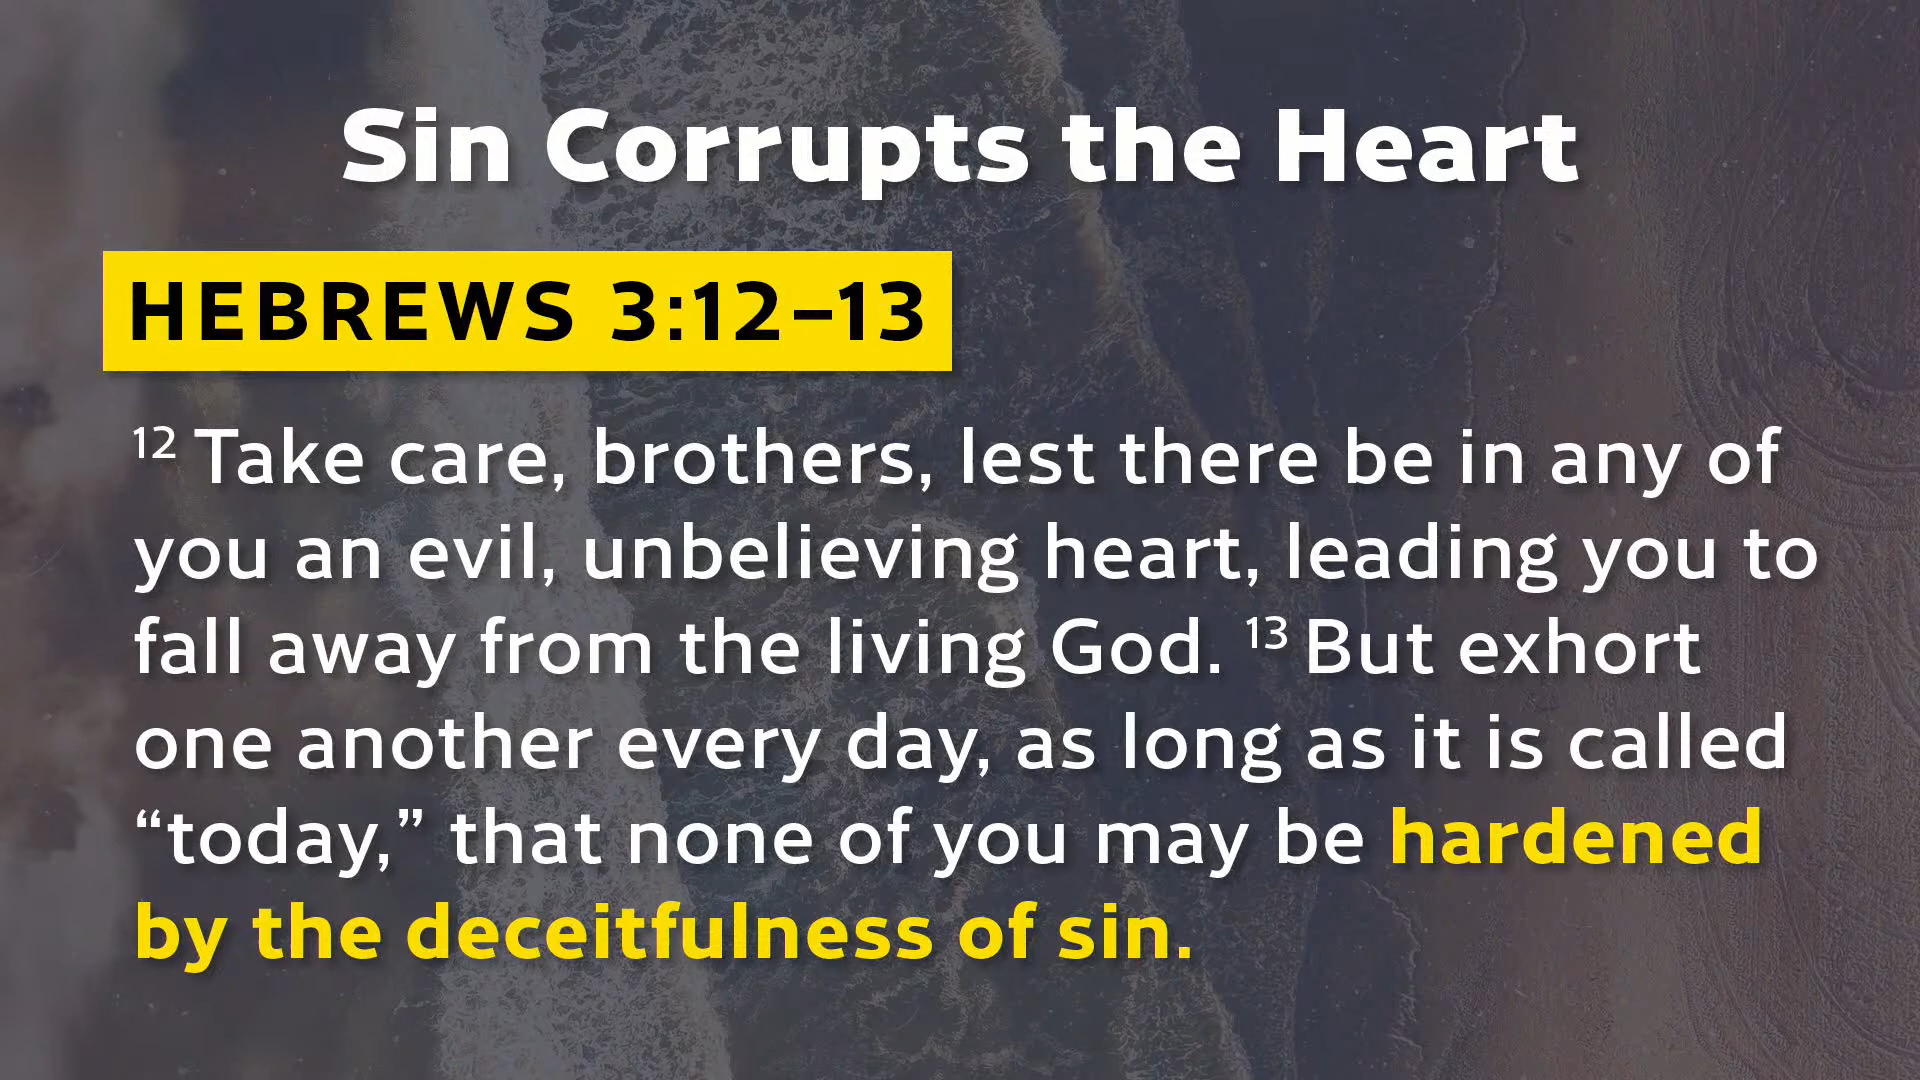 Sin Corrupts the Heart
HEBREWS 3:12–13
12 Take care, brothers, lest there be in any of
you an evil, unbelieving heart, leading you to
fall away from the living God. 13 But exhort
one another every day, as long as it is called
“today,” that none of you may be hardened
by the deceitfulness of sin.